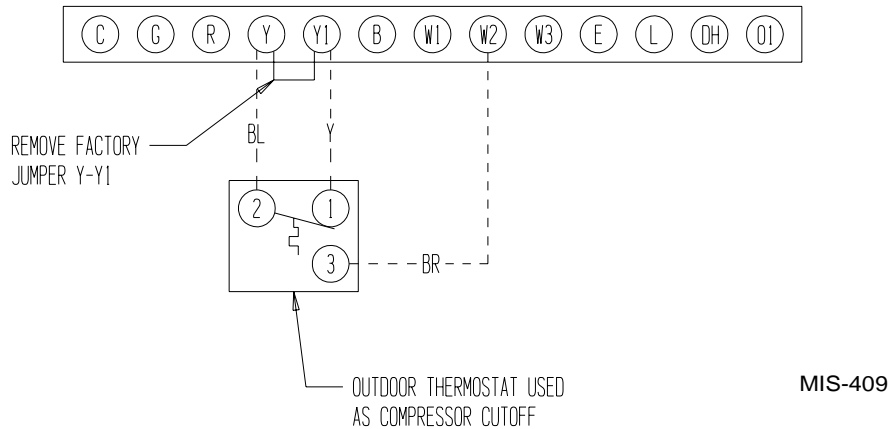 C G R Y Y1 B W1 W2 W3 E L DH O1
REMOVE FACTORY
JUMPER Y-Y1
BL Y
2 1
3 BR
OUTDOOR THERMOSTAT USED
AS COMPRESSOR CUTOFF
MIS-409